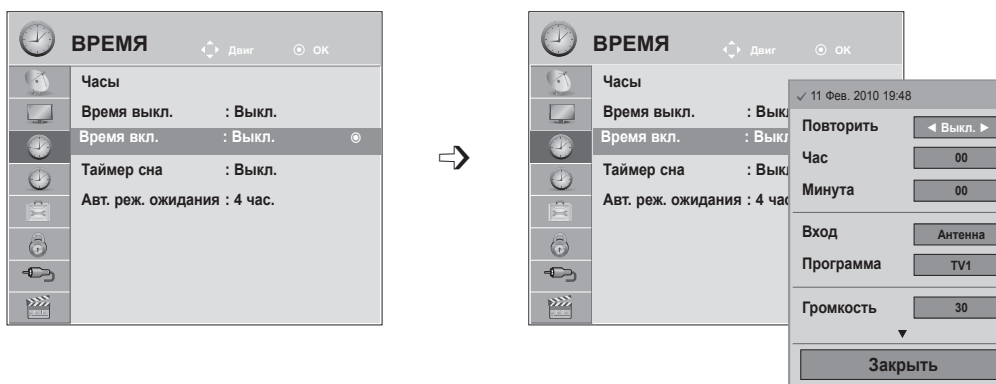 ВРЕМЯ
Двиг
ОК
Часы
Время выкл. : Выкл.
Время вкл. : Выкл.
Таймер сна : Выкл.
Авт. реж. ожидания : 4 час.
ВРЕМЯ
Двиг
ОК
Часы
Время выкл. : Выкл
Время вкл. : Выкл
Таймер сна : Выкл
Авт. реж. ожидания : 4 час
✓ 11 Фев. 2010 19:48
Повторить ◄ Выкл. ►
Час 00
Минута 00
Вход Антенна
Программа TV1
Громкость 30
▼
Закрыть